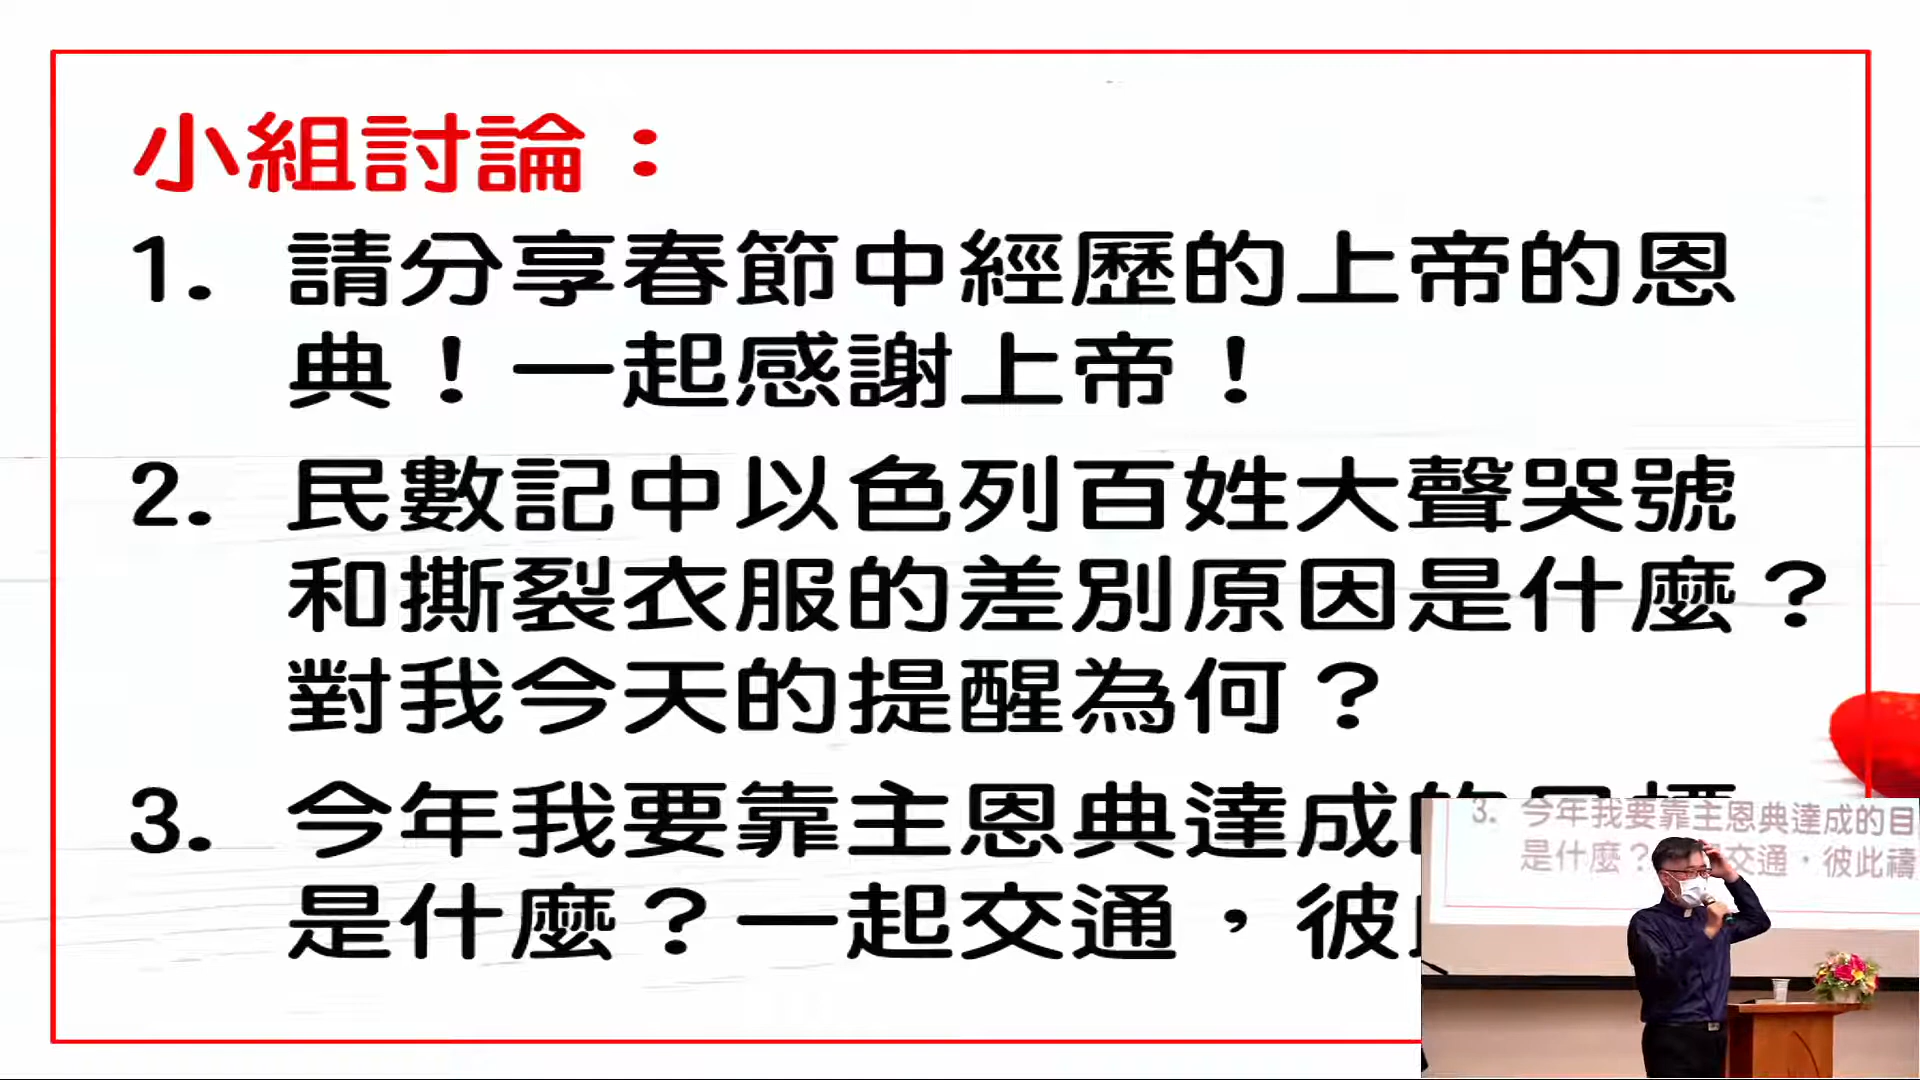 小組討論：
1. 請分享春節中經歷的上帝的恩
典！一起感謝上帝！
2. 民數記中以色列百姓大聲哭號
和撕裂衣服的差別原因是什麼？
對我今天的提醒為何？
3. 今年我要靠主恩典達成的目標
是什麼？一起交通，彼
3. 今年我要靠主恩典達成的目
是什麼？ 交通，彼此禱